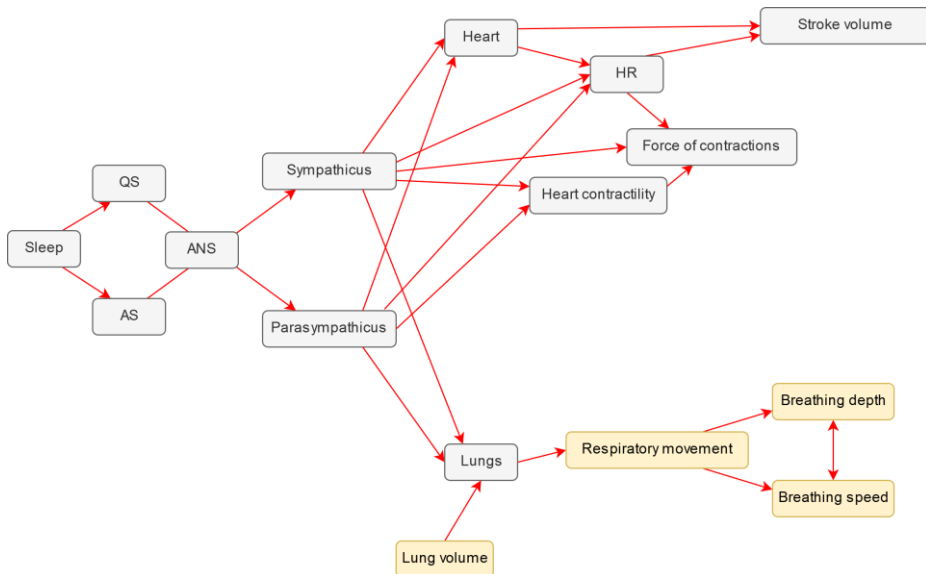 Stroke volume
Heart
HR
Force of contractions
Sympathicus
QS
Heart contractility
Sleep
ANS
AS
Parasympathicus
Breathing depth
Respiratory movement
Lungs
Breathing speed
Lung volume